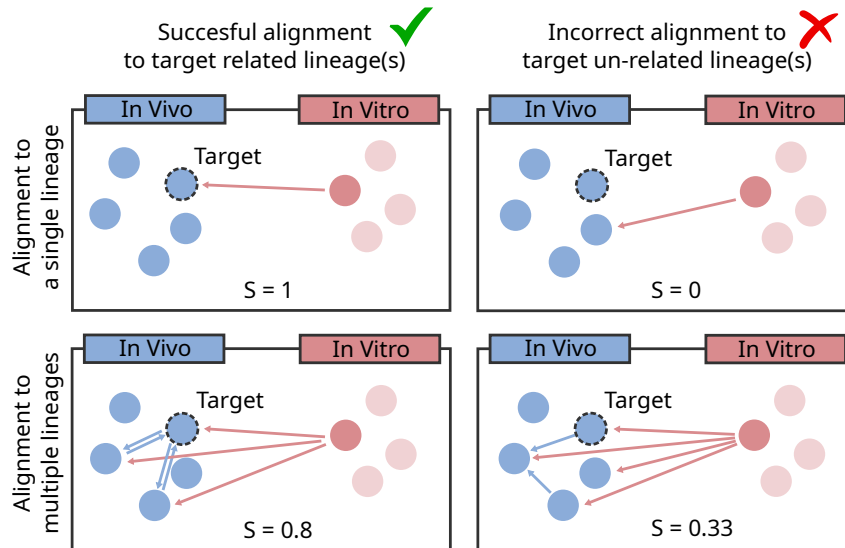 Succesful alignment
to target related lineage(s)
Incorrect alignment to
target un-related lineage(s)
Alignment to
a single lineage
In Vivo
In Vitro
Target
S = 1
In Vivo
In Vitro
Target
S = 0
Alignment to
multiple lineages
In Vivo
In Vitro
Target
S = 0.8
In Vivo
In Vitro
Target
S = 0.33